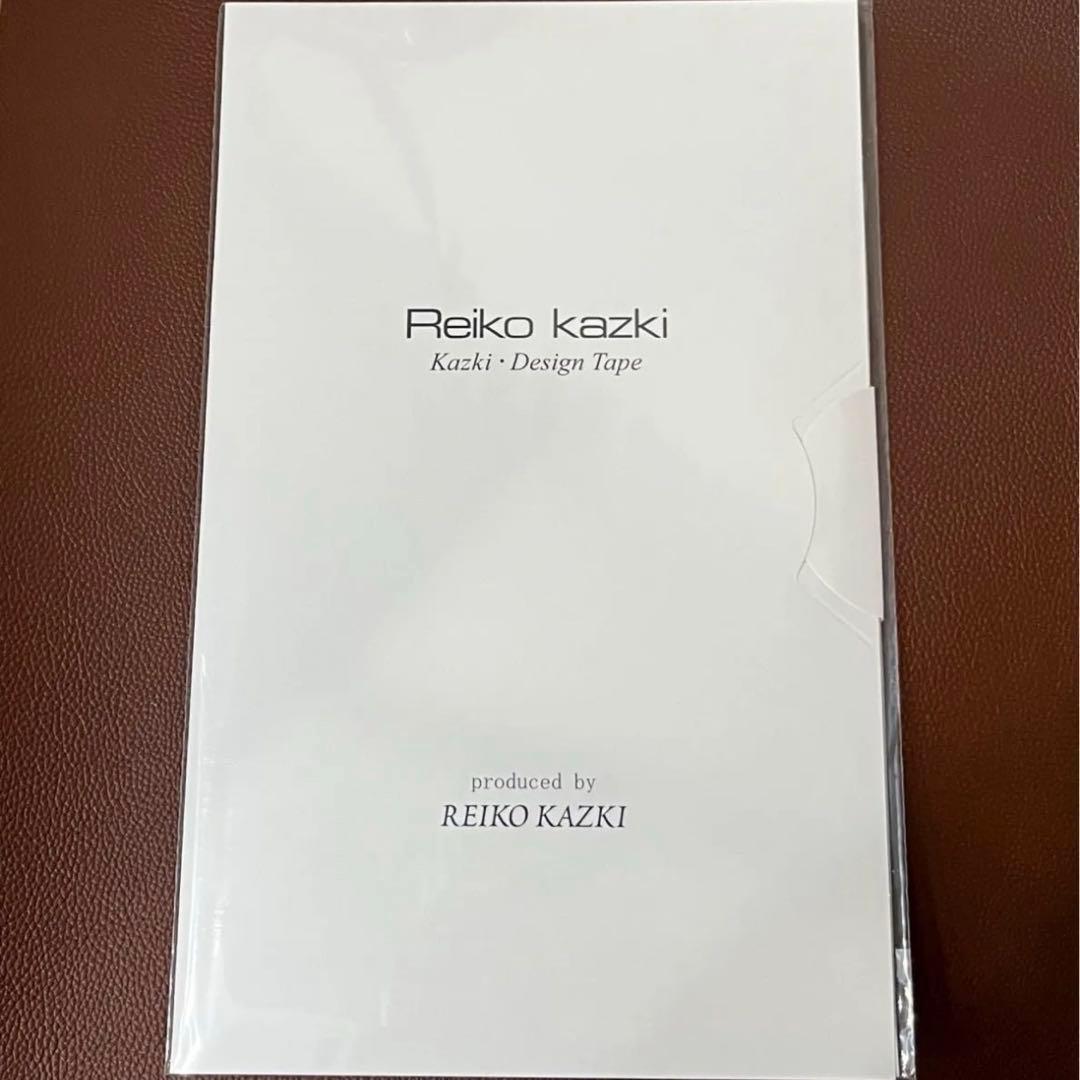 Reiko kazki
Kazki・Design Tape
produced by
REIKO KAZKI